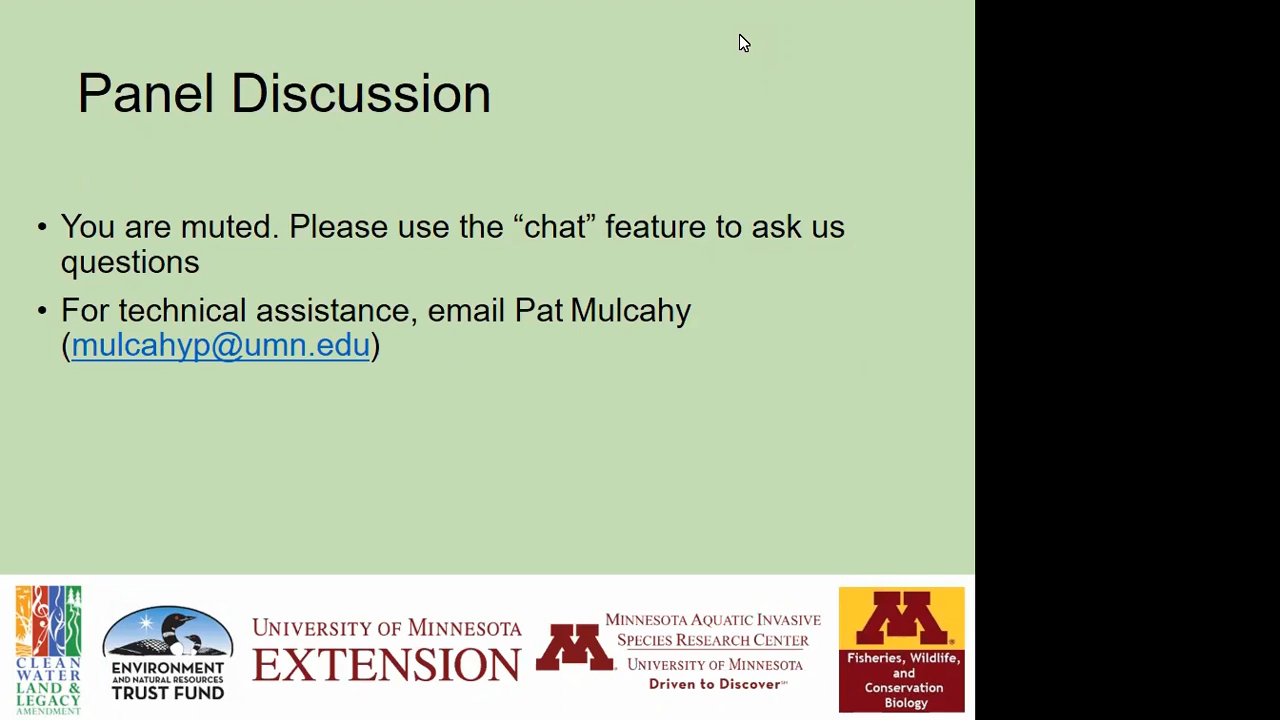 Panel Discussion
• You are muted. Please use the “chat” feature to ask us
questions
• For technical assistance, email Pat Mulcahy
(mulcahyp@umn.edu)
CLEAN
WATER
LAND &
LEGACY
AMENDMENT
ENVIRONMENT
AND NATURAL RESOURCES
TRUST FUND
UNIVERSITY OF MINNESOTA
EXTENSION
MINNESOTA AQUATIC INVASIVE
SPECIES RESEARCH CENTER
UNIVERSITY OF MINNESOTA
Driven to Discover℠
M
Fisheries, Wildlife,
and
Conservation
Biology